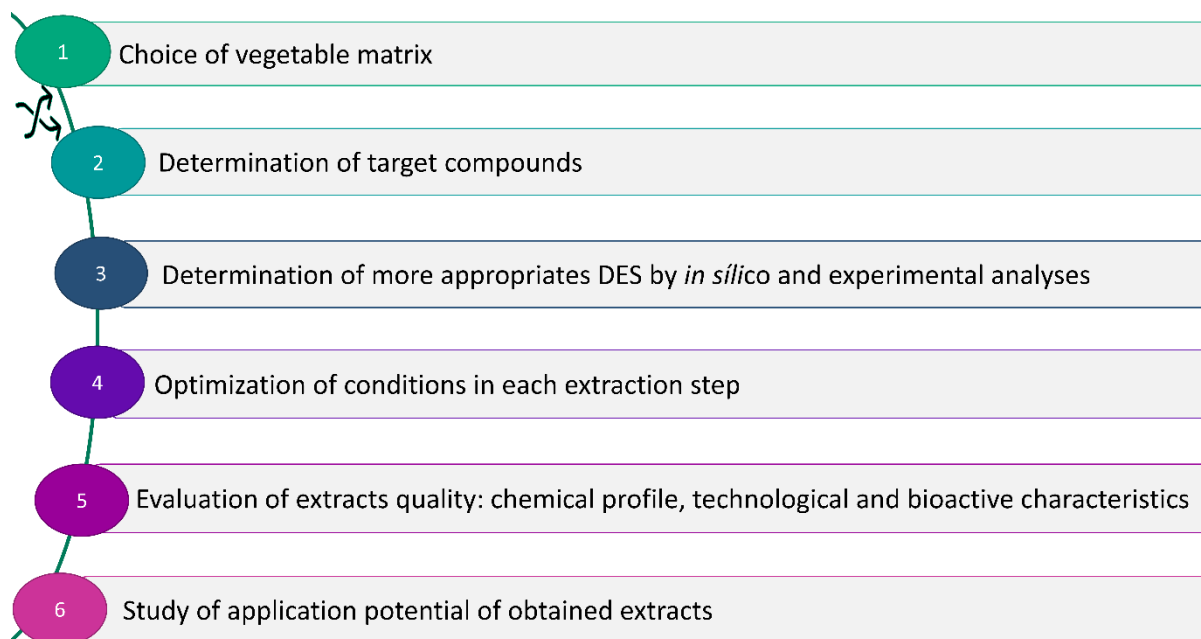 1 Choice of vegetable matrix
2 Determination of target compounds
3 Determination of more appropriates DES by in sílico and experimental analyses
4 Optimization of conditions in each extraction step
5 Evaluation of extracts quality: chemical profile, technological and bioactive characteristics
6 Study of application potential of obtained extracts